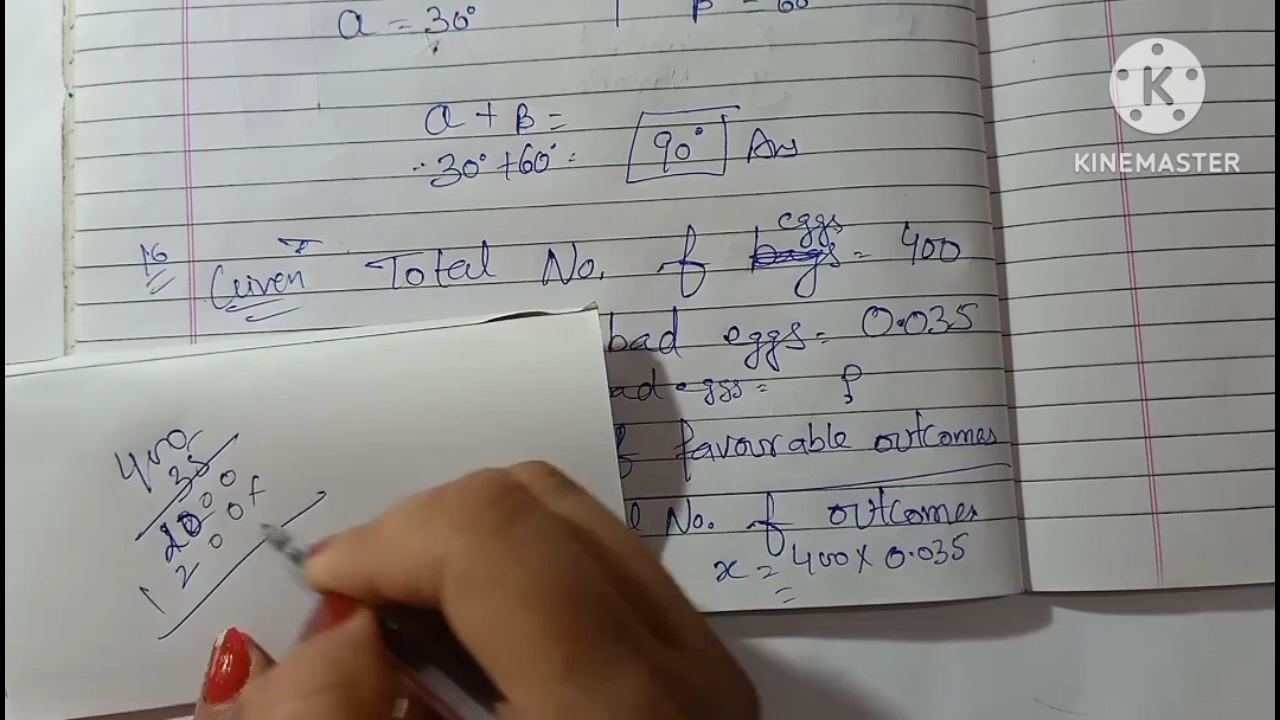 a = 30°
a + B =
30° + 60° = 90° Ans
16 Given Total No. of eggs = 400
bad eggs = 0.035
ad eggs = ?
f favourable outcomes
No. of outcomes
x = 400 x 0.035
400
35
2000
1200
K
KINEMASTER